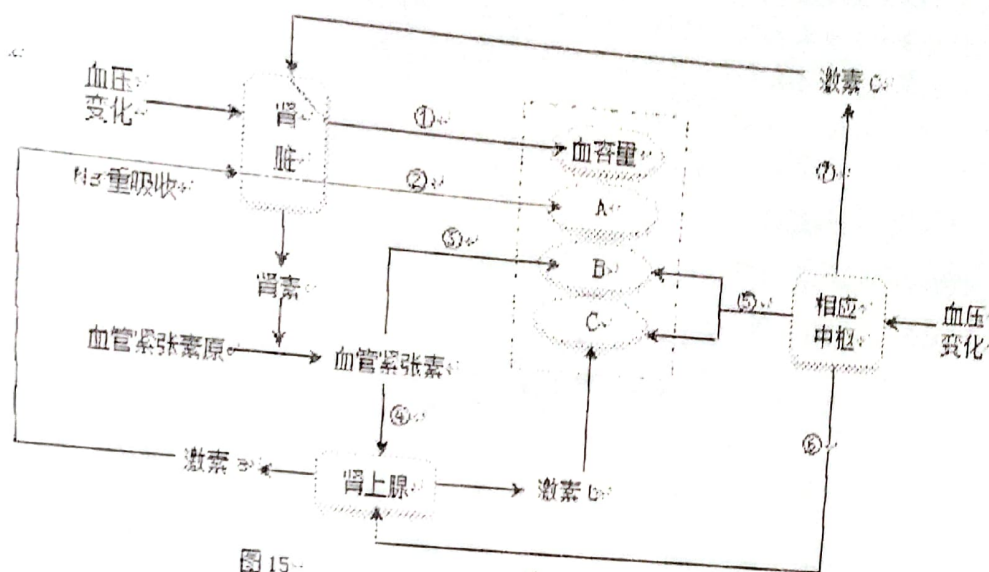 激素 c
血压
变化
肾
脏
①
血容量
Na重吸收
②
A
⑦
③
B
肾素
⑤
相应
中枢
血压
变化
C
血管紧张素原
血管紧张素
④
⑥
激素 a
肾上腺
激素 b
图 15